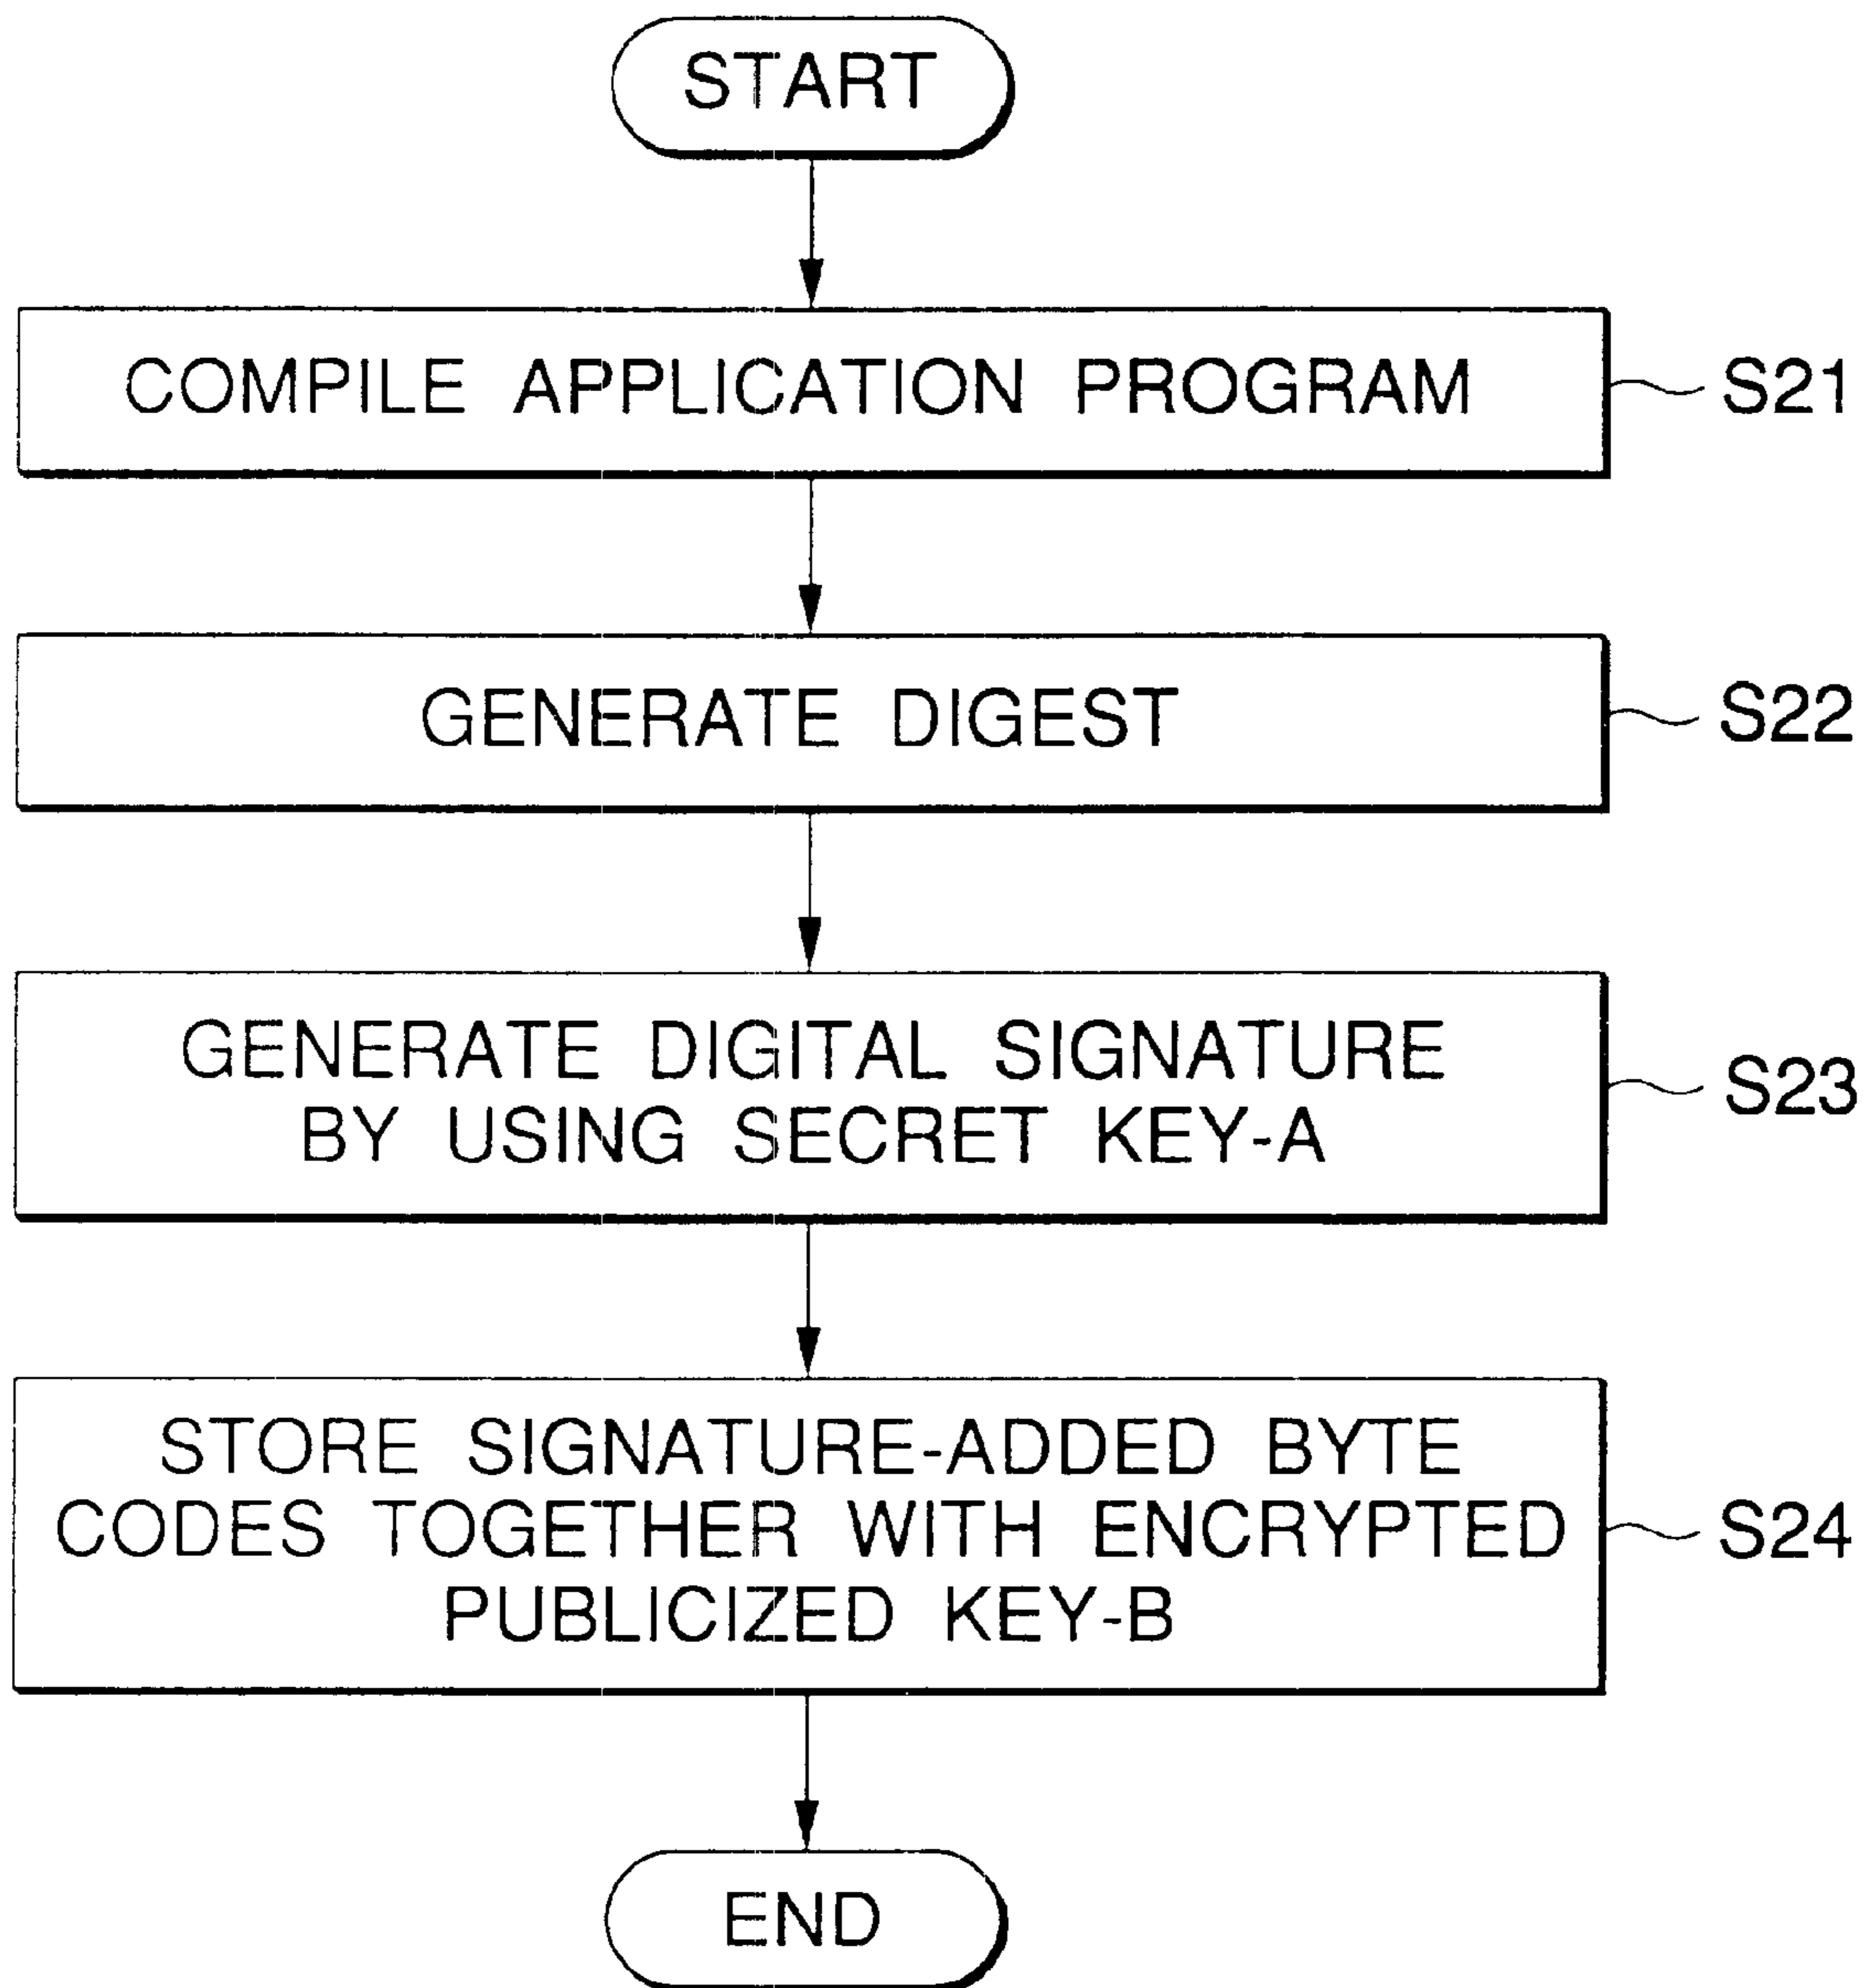 START
COMPILE APPLICATION PROGRAM
S21
GENERATE DIGEST
S22
GENERATE DIGITAL SIGNATURE
BY USING SECRET KEY-A
S23
STORE SIGNATURE-ADDED BYTE
CODES TOGETHER WITH ENCRYPTED
PUBLICIZED KEY-B
S24
END